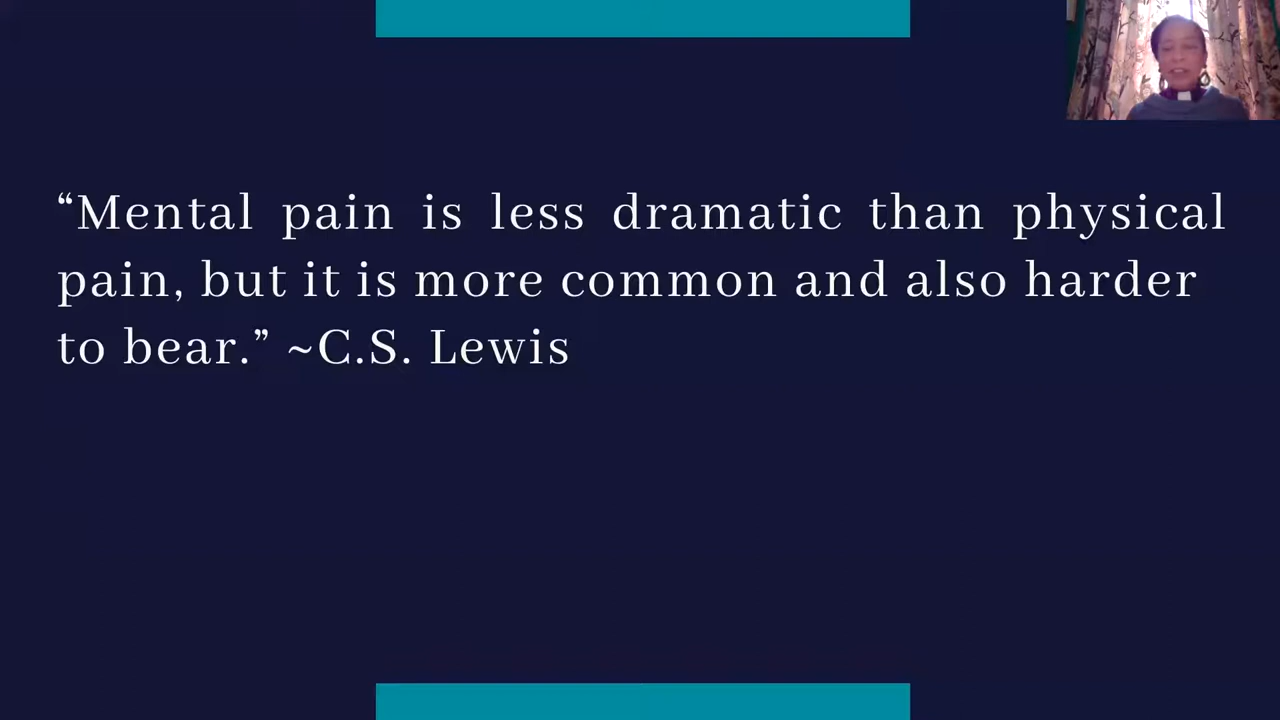 “Mental pain is less dramatic than physical
pain, but it is more common and also harder
to bear.” ~C.S. Lewis